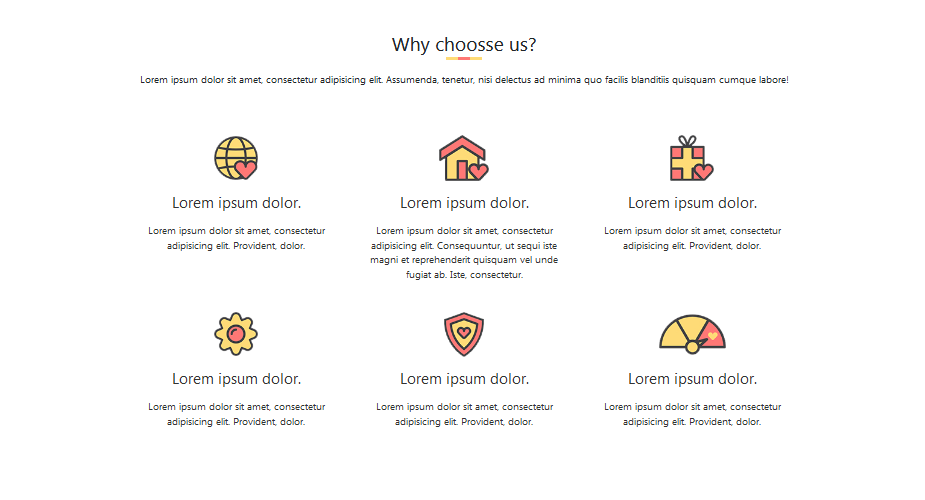 Why choosse us?
Lorem ipsum dolor sit amet, consectetur adipisicing elit. Assumenda, tenetur, nisi delectus ad minima quo facilis blanditiis quisquam cumque labore!
Lorem ipsum dolor.
Lorem ipsum dolor sit amet, consectetur
adipisicing elit. Provident, dolor.
Lorem ipsum dolor.
Lorem ipsum dolor sit amet, consectetur
adipisicing elit. Consequuntur, ut sequi iste
magni et reprehenderit quisquam vel unde
fugiat ab. Iste, consectetur.
Lorem ipsum dolor.
Lorem ipsum dolor sit amet, consectetur
adipisicing elit. Provident, dolor.
Lorem ipsum dolor.
Lorem ipsum dolor sit amet, consectetur
adipisicing elit. Provident, dolor.
Lorem ipsum dolor.
Lorem ipsum dolor sit amet, consectetur
adipisicing elit. Provident, dolor.
Lorem ipsum dolor.
Lorem ipsum dolor sit amet, consectetur
adipisicing elit. Provident, dolor.